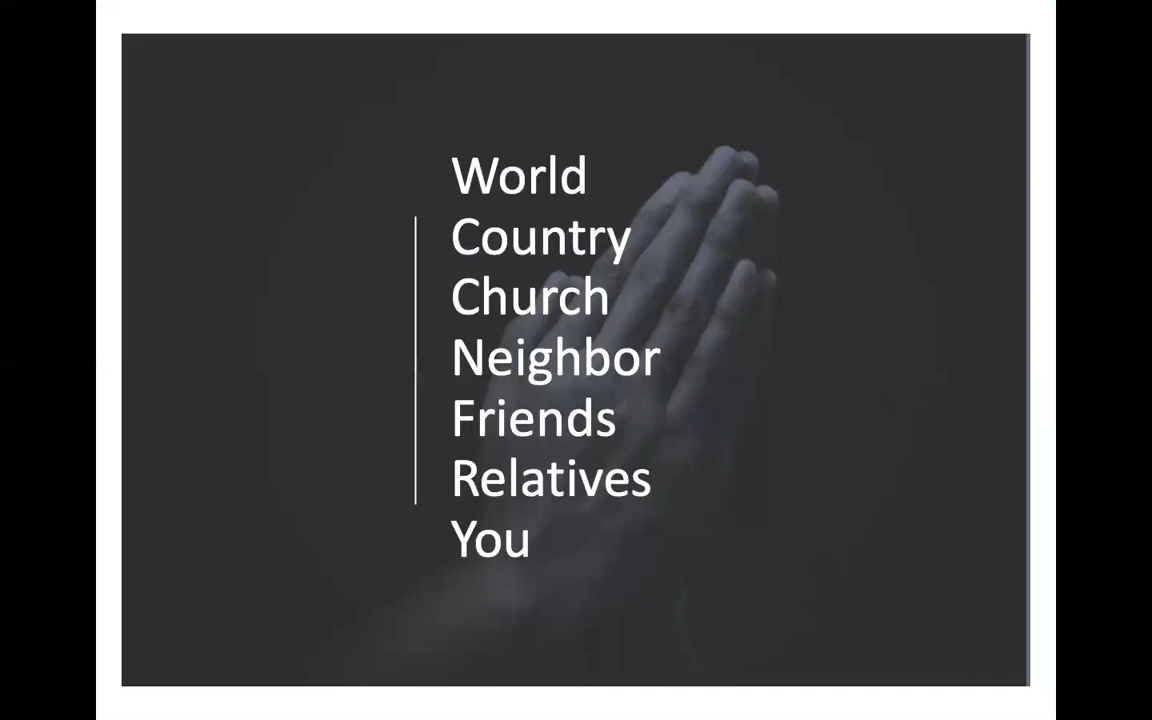 World
Country
Church
Neighbor
Friends
Relatives
You